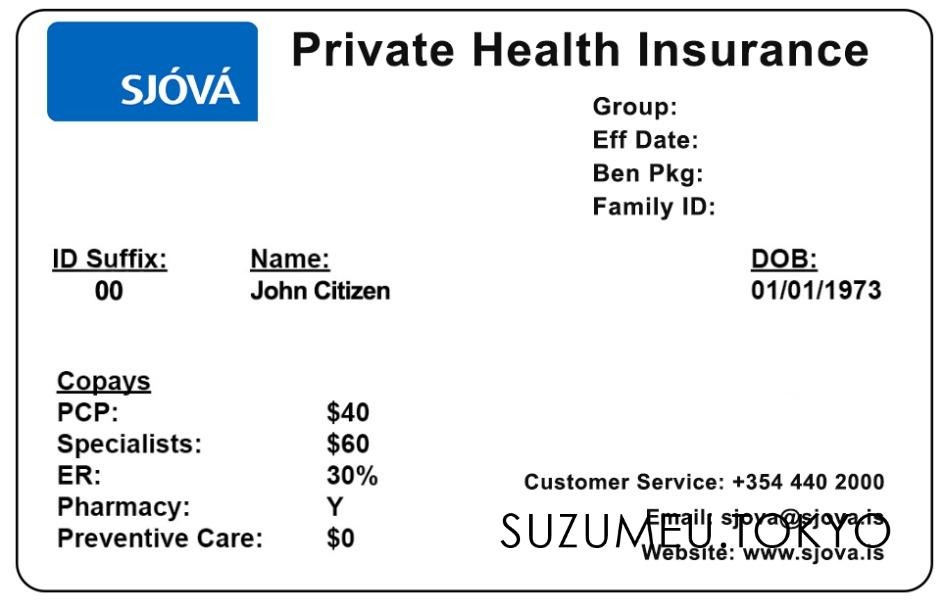 SJÓVÁ
Private Health Insurance
Group:
Eff Date:
Ben Pkg:
Family ID:
ID Suffix: Name: DOB:
00 John Citizen 01/01/1973
Copays
PCP: $40
Specialists: $60
ER: 30%
Pharmacy: Y
Preventive Care: $0
Customer Service: +354 440 2000
Email: sjova@sjova.is
SUZUMEU.TOKYO
Website: www.sjova.is